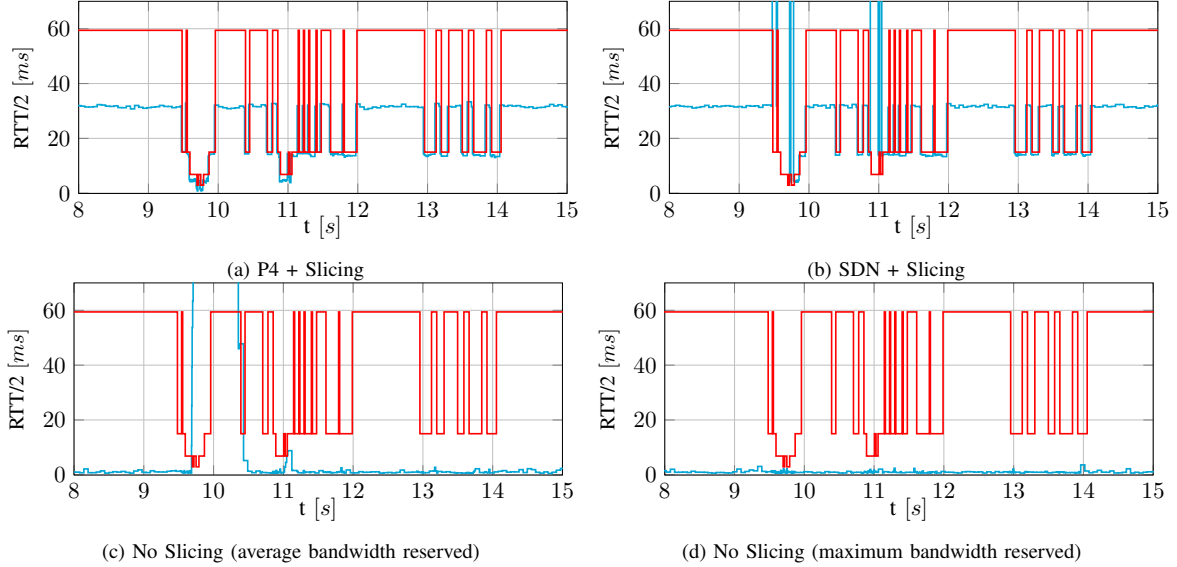 60
40
20
0
RTT/2 [ms]
8 9 10 11 12 13 14 15
t [s]
(a) P4 + Slicing
60
40
20
0
RTT/2 [ms]
8 9 10 11 12 13 14 15
t [s]
(b) SDN + Slicing
60
40
20
0
RTT/2 [ms]
8 9 10 11 12 13 14 15
t [s]
(c) No Slicing (average bandwidth reserved)
60
40
20
0
RTT/2 [ms]
8 9 10 11 12 13 14 15
t [s]
(d) No Slicing (maximum bandwidth reserved)